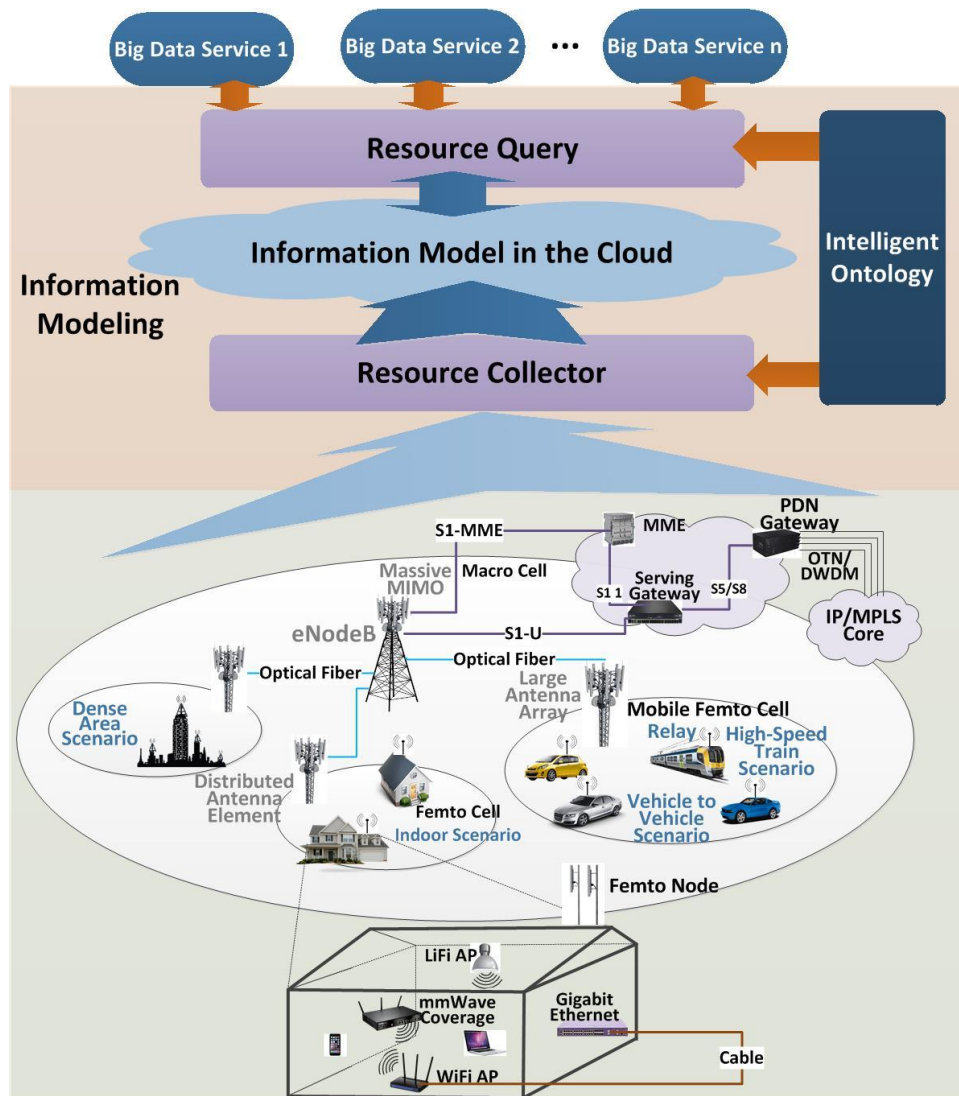 Big Data Service 1
Big Data Service 2
...
Big Data Service n
Resource Query
Information Model in the Cloud
Intelligent
Ontology
Information
Modeling
Resource Collector
PDN
Gateway
S1-MME
MME
Massive
MIMO
Macro Cell
OTN/
DWDM
Serving
Gateway
S1 1
S5/S8
IP/MPLS
Core
eNodeB
S1-U
Optical Fiber
Optical Fiber
Large
Antenna
Array
Dense
Area
Scenario
Mobile Femto Cell
Relay
High-Speed
Train
Scenario
Distributed
Antenna
Element
Femto Cell
Indoor Scenario
Vehicle to
Vehicle
Scenario
Femto Node
LiFi AP
mmWave
Coverage
Gigabit
Ethernet
Cable
WiFi AP